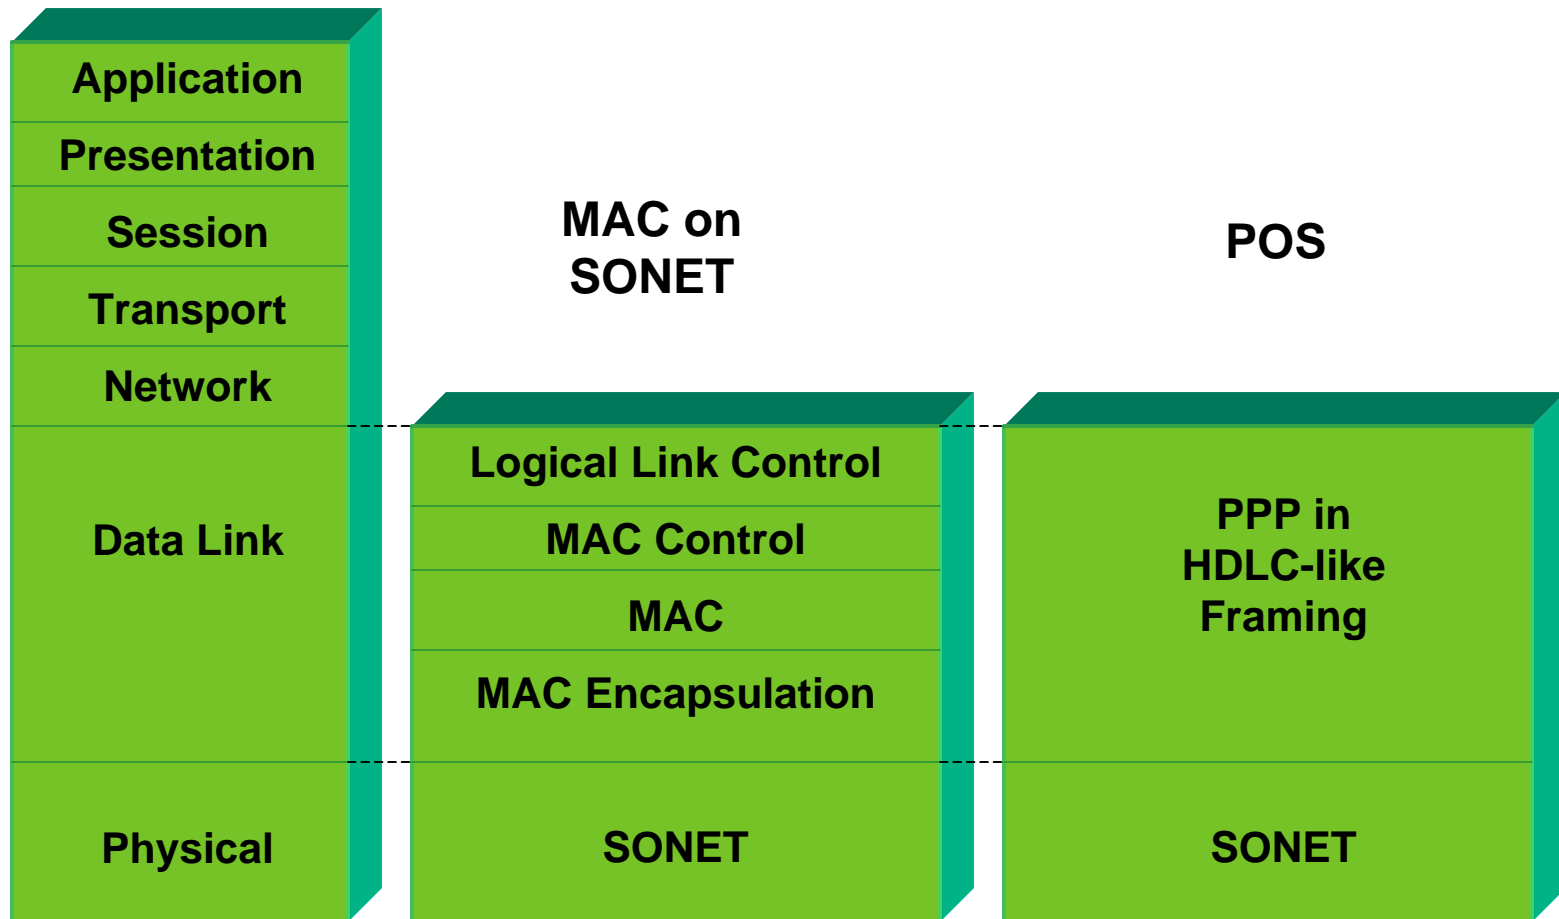 Application
Presentation
Session
Transport
Network
Data Link
Physical
MAC on
SONET
Logical Link Control
MAC Control
MAC
MAC Encapsulation
SONET
POS
PPP in
HDLC-like
Framing
SONET